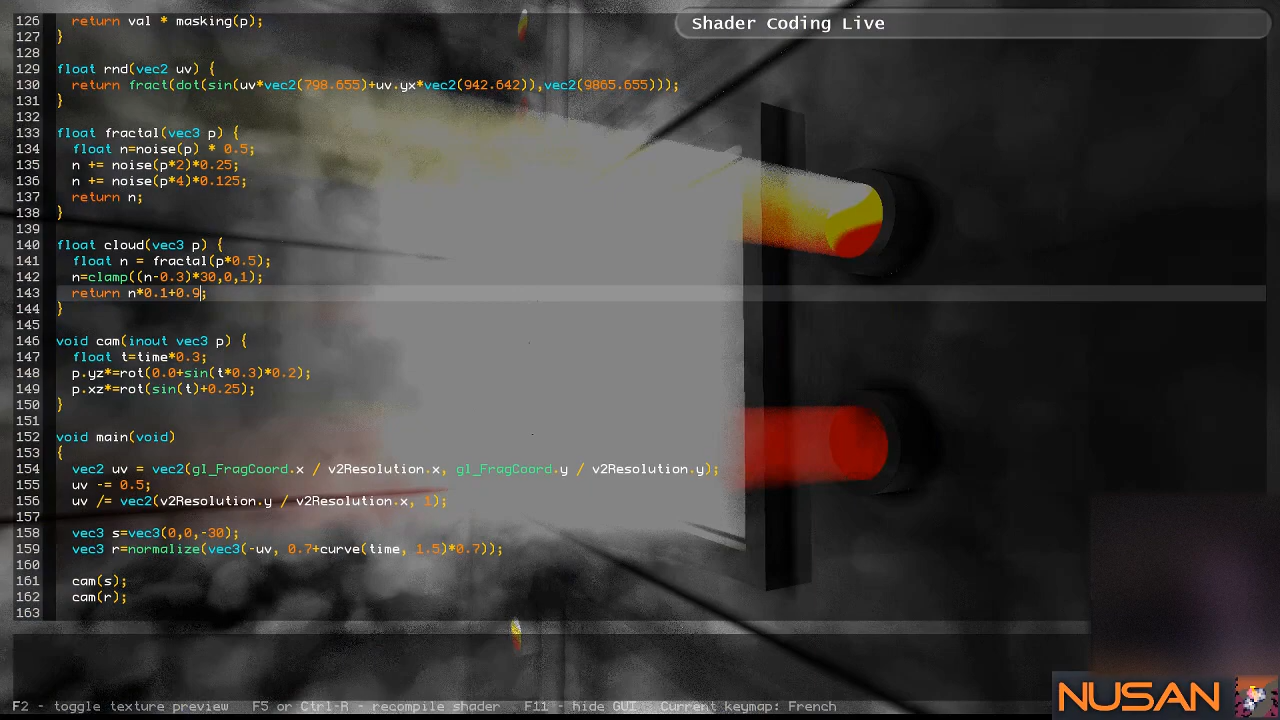 Shader Coding Live
126 return val * masking(p);
127 }
128
129 float rnd(vec2 uv) {
130 return fract(dot(sin(uv*vec2(798.655)+uv.yx*vec2(942.642)),vec2(9865.655)));
131 }
132
133 float fractal(vec3 p) {
134 float n=noise(p) * 0.5;
135 n += noise(p*2)*0.25;
136 n += noise(p*4)*0.125;
137 return n;
138 }
139
140 float cloud(vec3 p) {
141 float n = fractal(p*0.5);
142 n=clamp((n-0.3)*30,0,1);
143 return n*0.1+0.9;
144 }
145
146 void cam(inout vec3 p) {
147 float t=time*0.3;
148 p.yz*=rot(0.0+sin(t*0.3)*0.2);
149 p.xz*=rot(sin(t)+0.25);
150 }
151
152 void main(void)
153 {
154 vec2 uv = vec2(gl_FragCoord.x / v2Resolution.x, gl_FragCoord.y / v2Resolution.y);
155 uv -= 0.5;
156 uv /= vec2(v2Resolution.y / v2Resolution.x, 1);
157
158 vec3 s=vec3(0,0,-30);
159 vec3 r=normalize(vec3(-uv, 0.7+curve(time, 1.5)*0.7));
160
161 cam(s);
162 cam(r);
163
F2 - toggle texture preview F5 or Ctrl-R - recompile shader F11 - hide GUI Current keymap: French
NUSAN